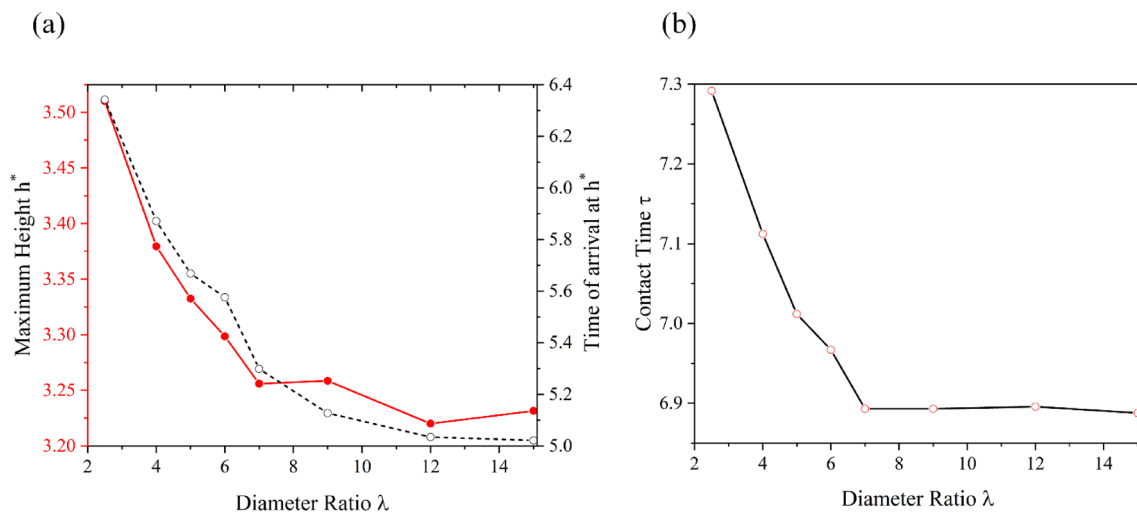 (a)
(b)
3.50
3.45
3.40
3.35
3.30
3.25
3.20
Maximum Height h*
6.4
6.2
6.0
5.8
5.6
5.4
5.2
5.0
Time of arrival at h*
2 4 6 8 10 12 14
Diameter Ratio λ
7.3
7.2
7.1
7.0
6.9
Contact Time τ
2 4 6 8 10 12 14
Diameter Ratio λ